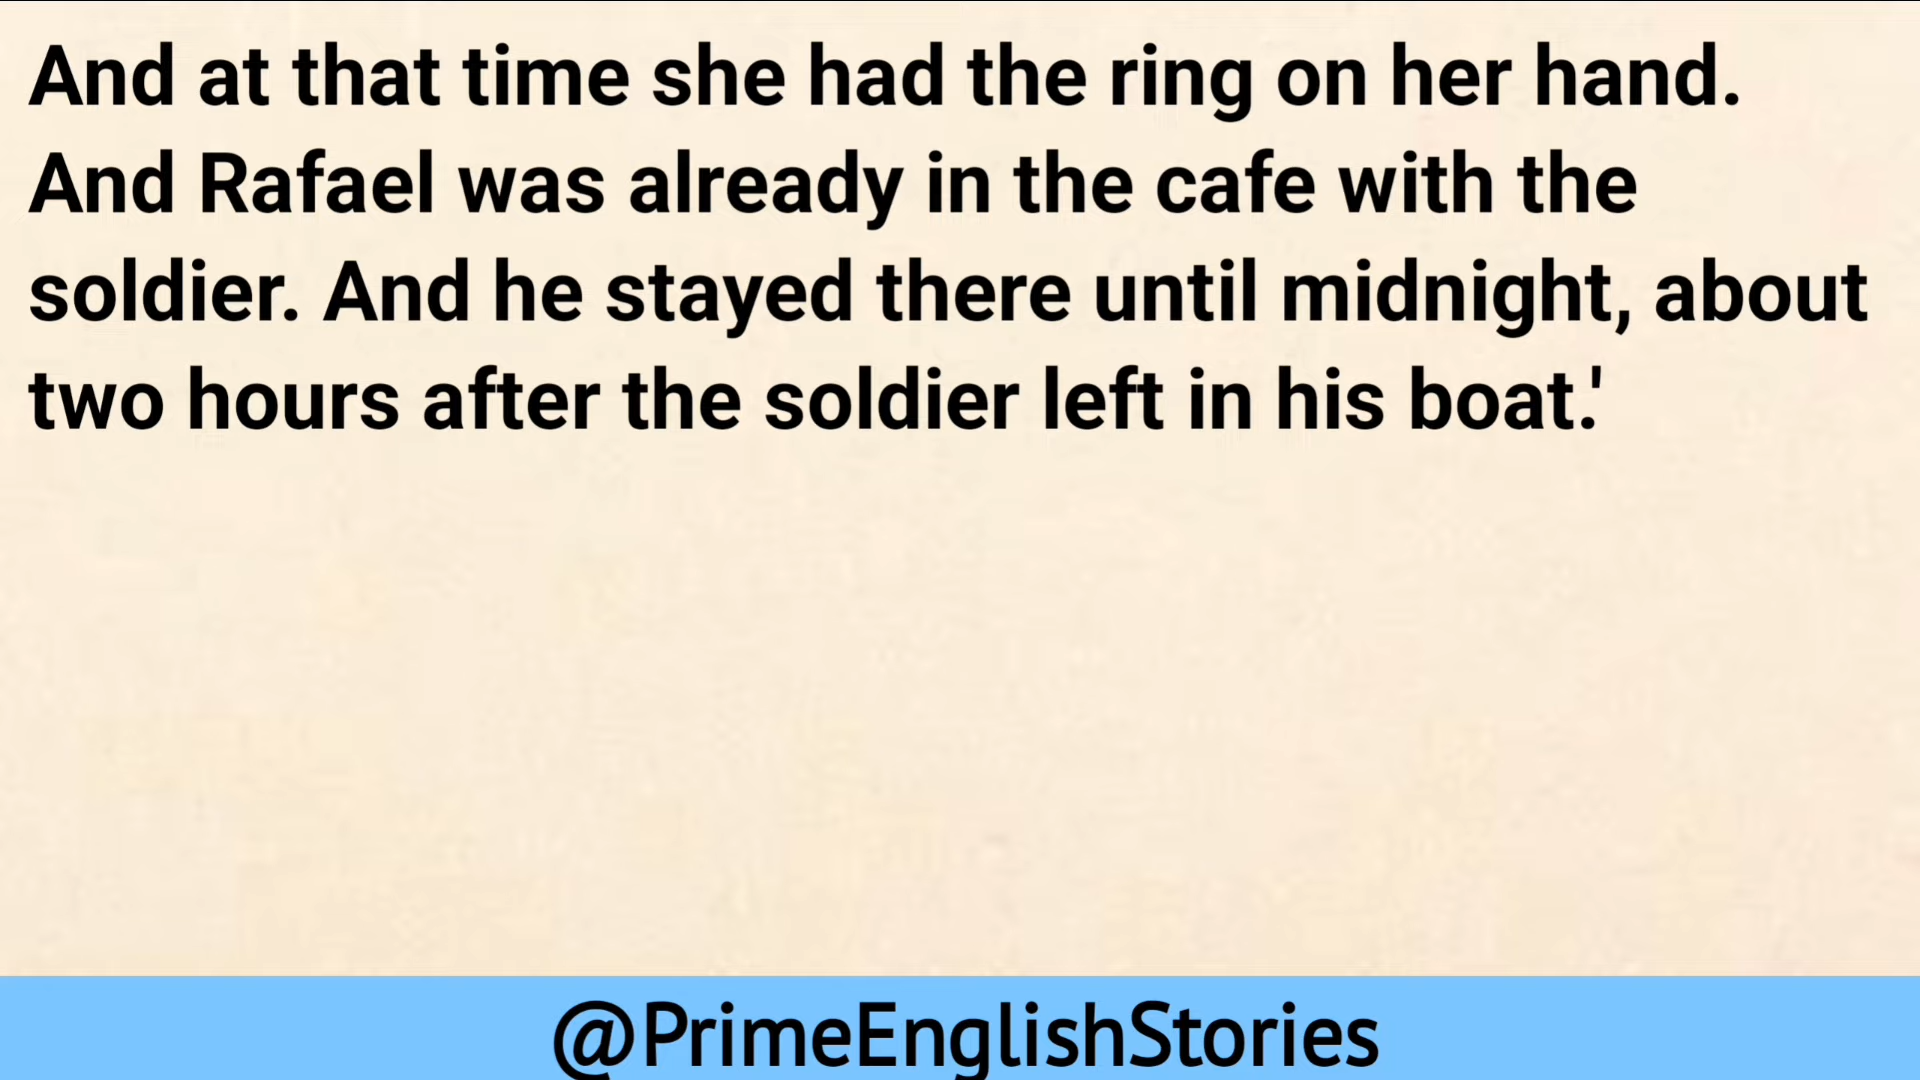 And at that time she had the ring on her hand.
And Rafael was already in the cafe with the
soldier. And he stayed there until midnight, about
two hours after the soldier left in his boat.'
@PrimeEnglishStories